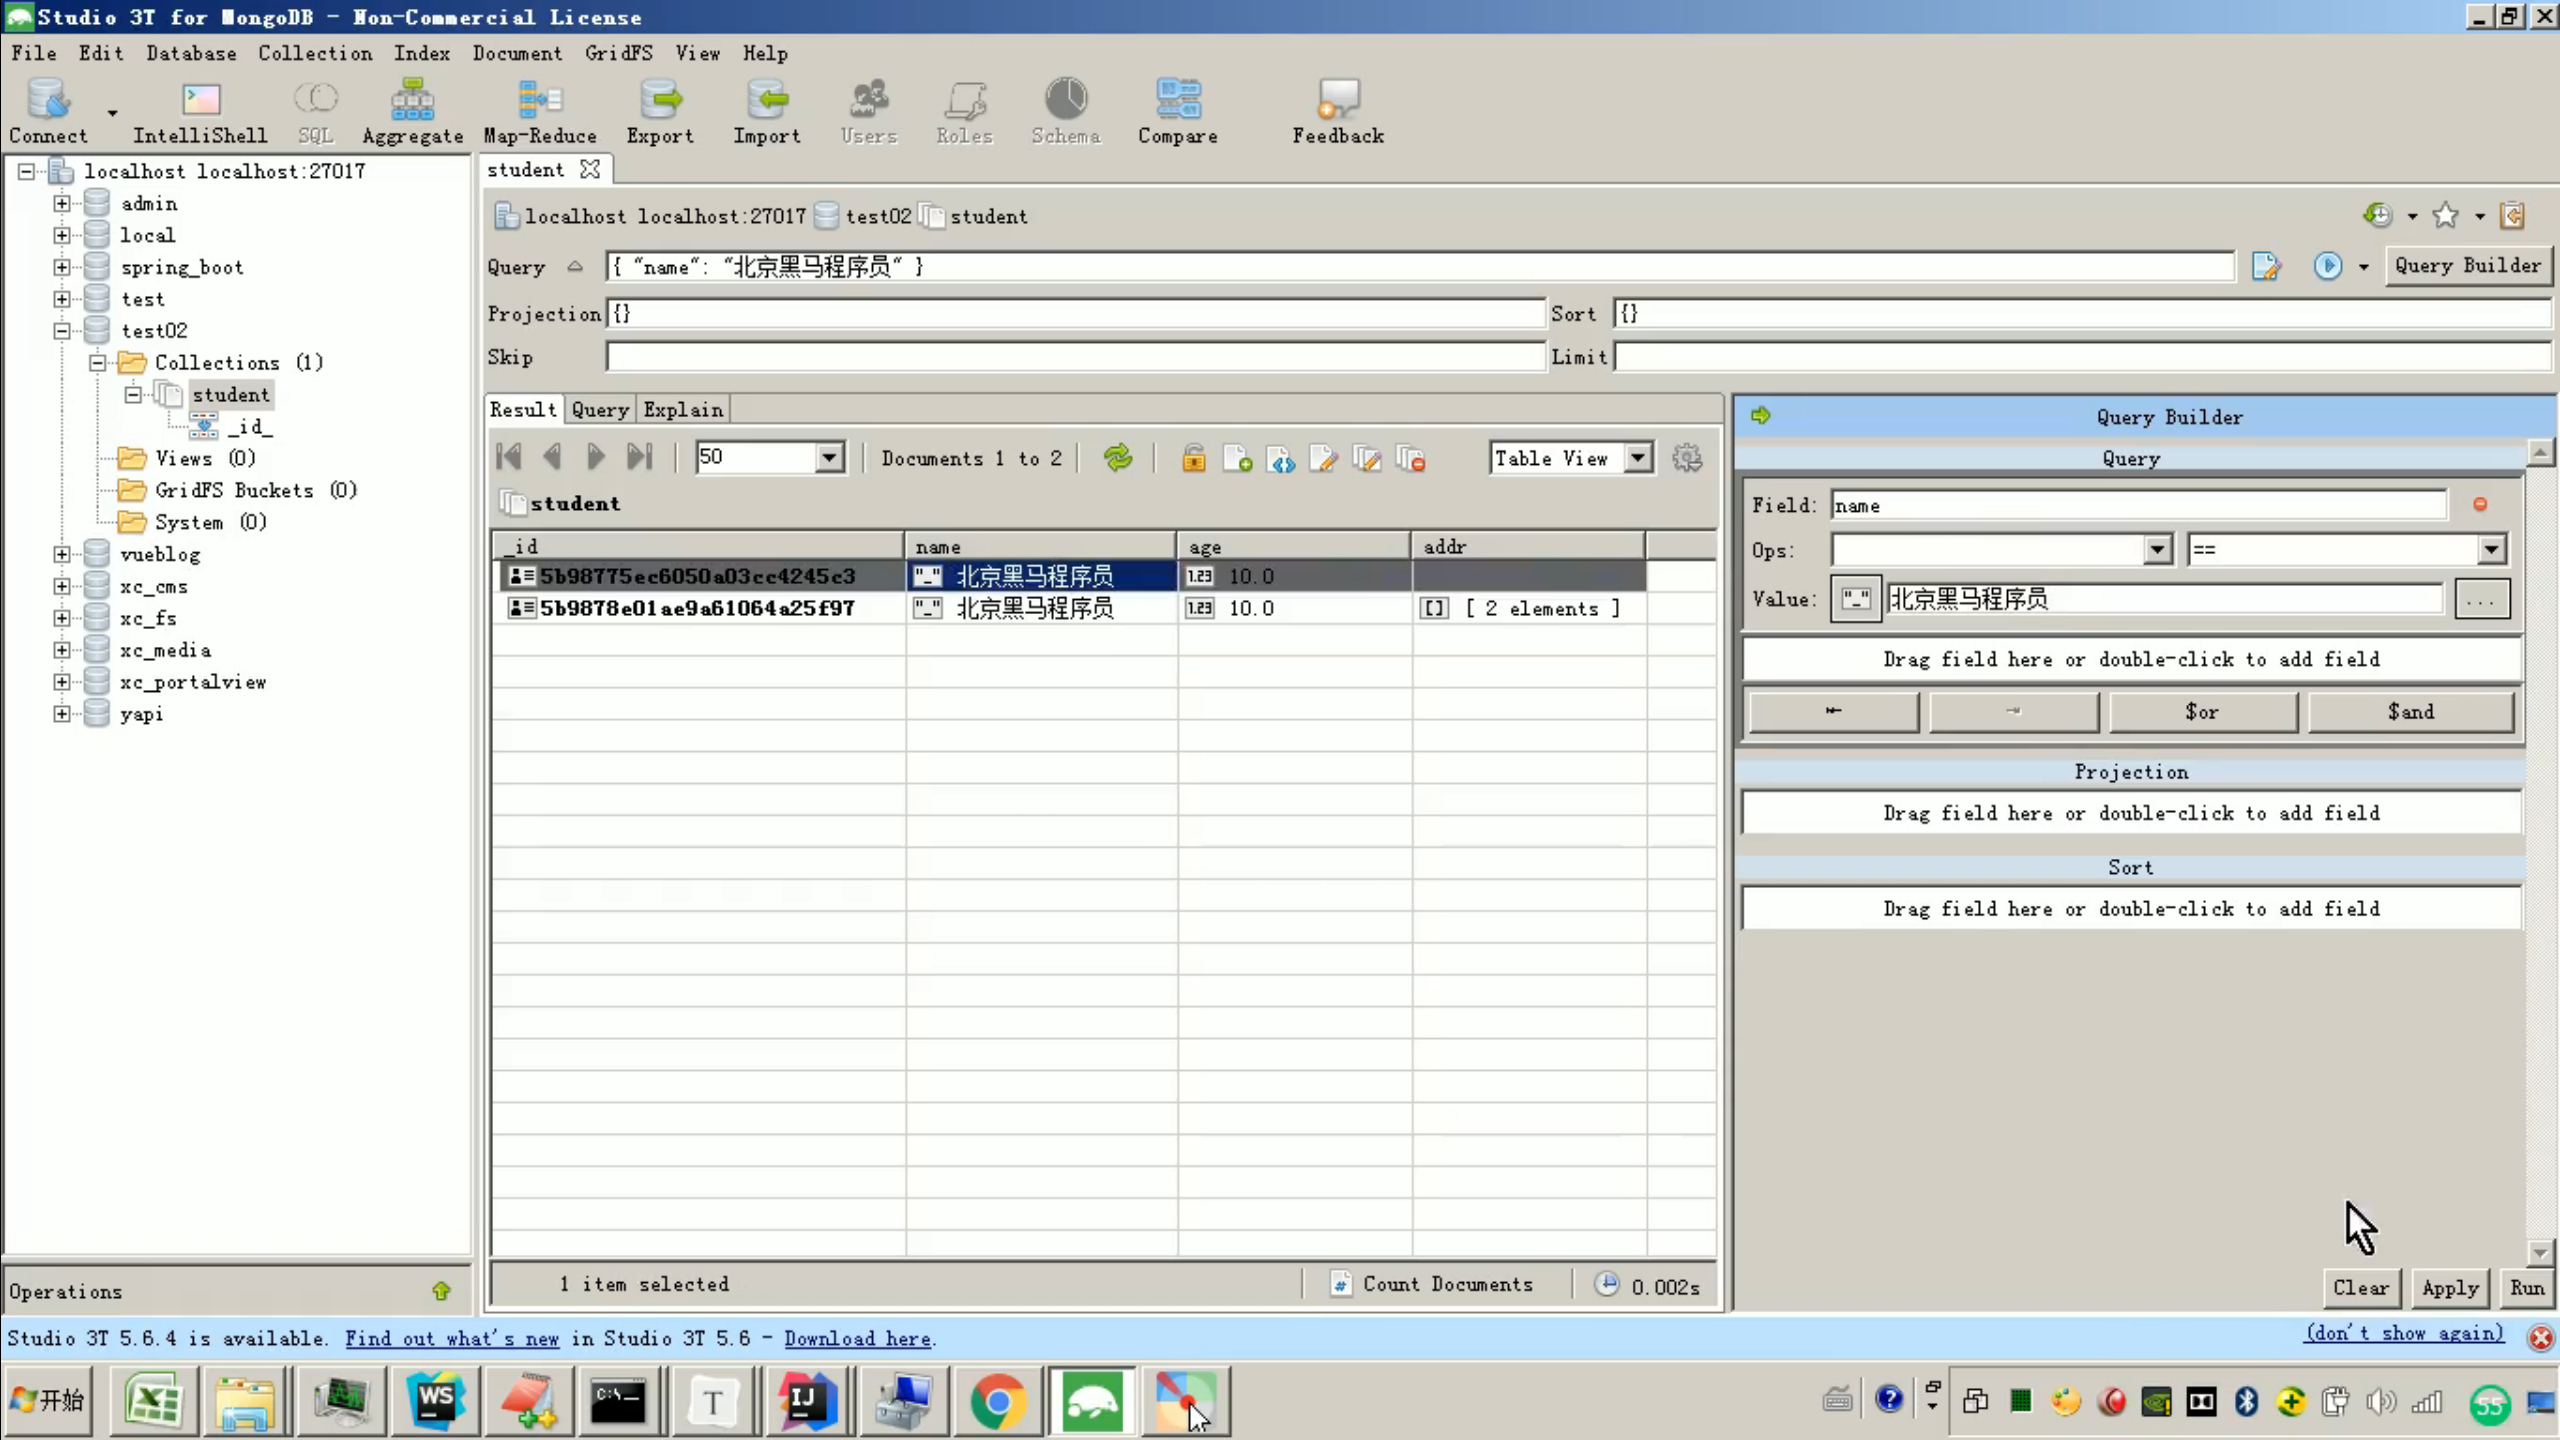 Studio 3T for MongoDB - Non-Commercial License
File Edit Database Collection Index Document GridFS View Help
Connect IntelliShell SQL Aggregate Map-Reduce Export Import Users Roles Schema Compare Feedback
localhost localhost:27017
admin
local
spring_boot
test
test02
Collections (1)
student
_id_
Views (0)
GridFS Buckets (0)
System (0)
vueblog
xc_cms
xc_fs
xc_media
xc_portalview
yapi
Operations
student
localhost localhost:27017 test02 student
Query { "name": "北京黑马程序员" } Query Builder
Projection {} Sort {}
Skip Limit
Result Query Explain
50 Documents 1 to 2 Table View
student
_id name age addr
5b98775ec6050a03cc4245c3 "_" 北京黑马程序员 1.23 10.0
5b9878e01ae9a61064a25f97 "_" 北京黑马程序员 1.23 10.0 [] [ 2 elements ]
1 item selected Count Documents 0.002s
Query Builder
Query
Field: name
Ops: ==
Value: "_" 北京黑马程序员 ...
Drag field here or double-click to add field
$or $and
Projection
Drag field here or double-click to add field
Sort
Drag field here or double-click to add field
Clear Apply Run
Studio 3T 5.6.4 is available. Find out what's new in Studio 3T 5.6 - Download here. (don't show again)
开始 WS C:\ T IJ 55